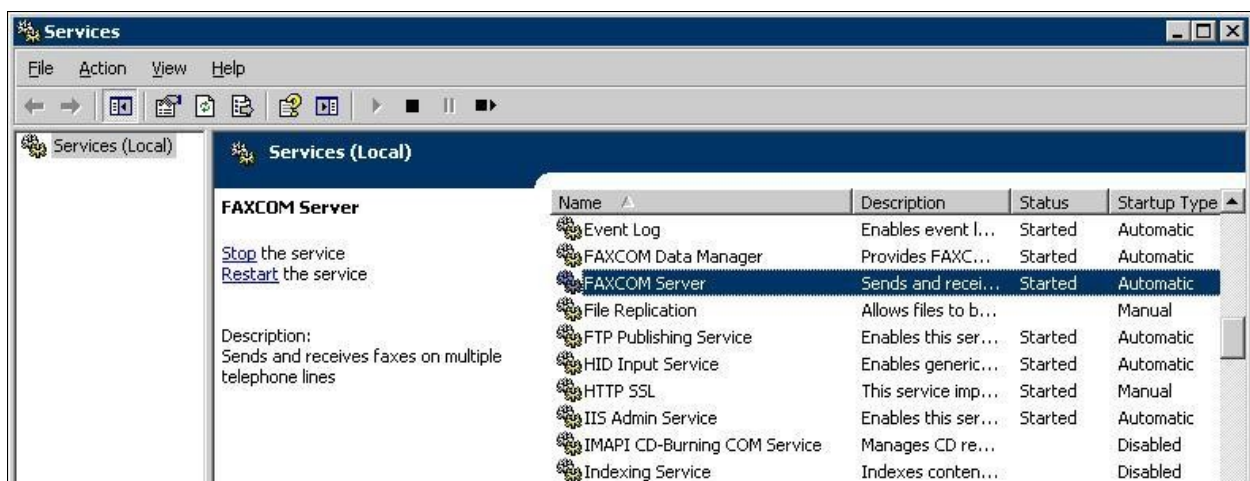 Services
File Action View Help
Services (Local)
Services (Local)
FAXCOM Server
Stop the service
Restart the service
Description:
Sends and receives faxes on multiple
telephone lines
Name Description Status Startup Type
Event Log Enables event l... Started Automatic
FAXCOM Data Manager Provides FAXC... Started Automatic
FAXCOM Server Sends and recei... Started Automatic
File Replication Allows files to b... Manual
FTP Publishing Service Enables this ser... Started Automatic
HID Input Service Enables generic... Started Automatic
HTTP SSL This service imp... Started Manual
IIS Admin Service Enables this ser... Started Automatic
IMAPI CD-Burning COM Service Manages CD re... Disabled
Indexing Service Indexes conten... Disabled